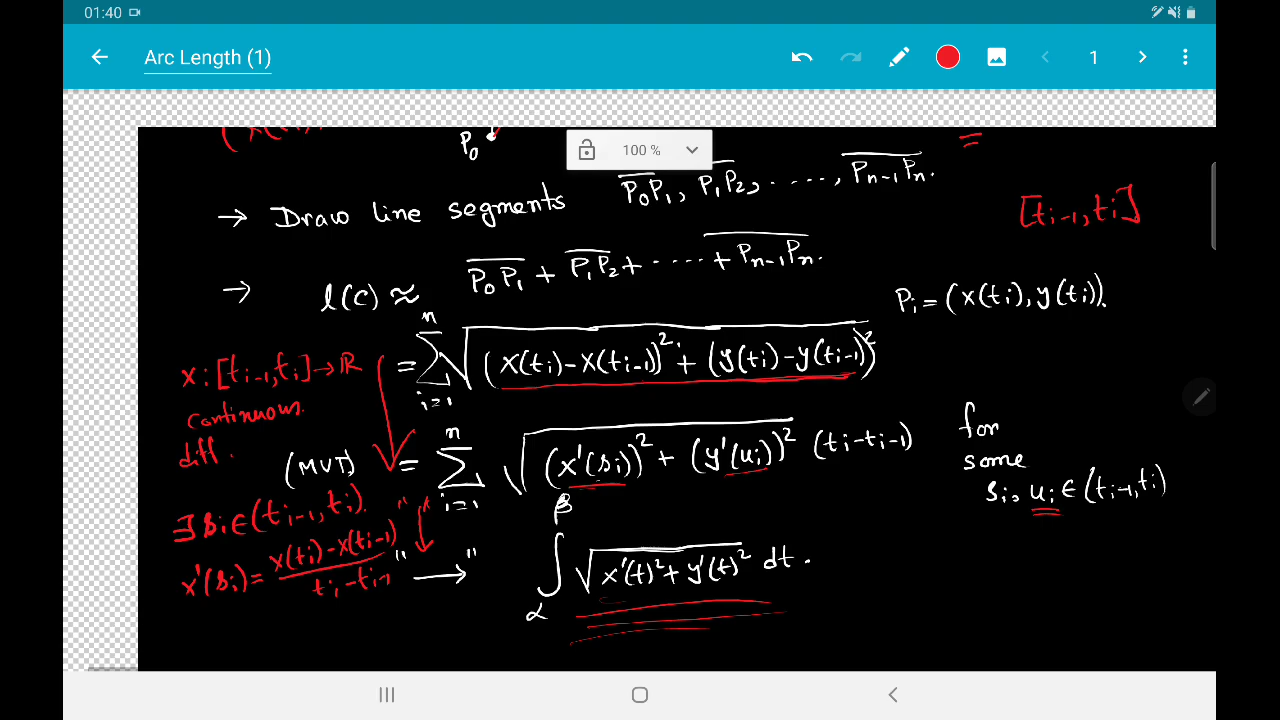 01:40
Arc Length (1)
1
100 %
P₀
=
→ Draw line segments P₀P₁, P₁P₂, ....., Pn-1Pn.
[ti-1, ti]
→ l(C) ≈ P₀P₁ + P₁P₂ + ..... + Pn-1Pn.
Pi = (x(ti), y(ti)).
= Σ_{i=1}^{n} √((x(ti) - x(ti-1))² + (y(ti) - y(ti-1))²)
x : [ti-1, ti] → ℝ
continuous.
diff.
(MVT) = Σ_{i=1}^{n} √((x'(si))² + (y'(ui))²) (ti - ti-1)
for
some
si, ui ∈ (ti-1, ti)
∃ si ∈ (ti-1, ti).
x'(si) = (x(ti) - x(ti-1)) / (ti - ti-1)
" → " ∫_α^β √(x'(t)² + y'(t)²) dt.